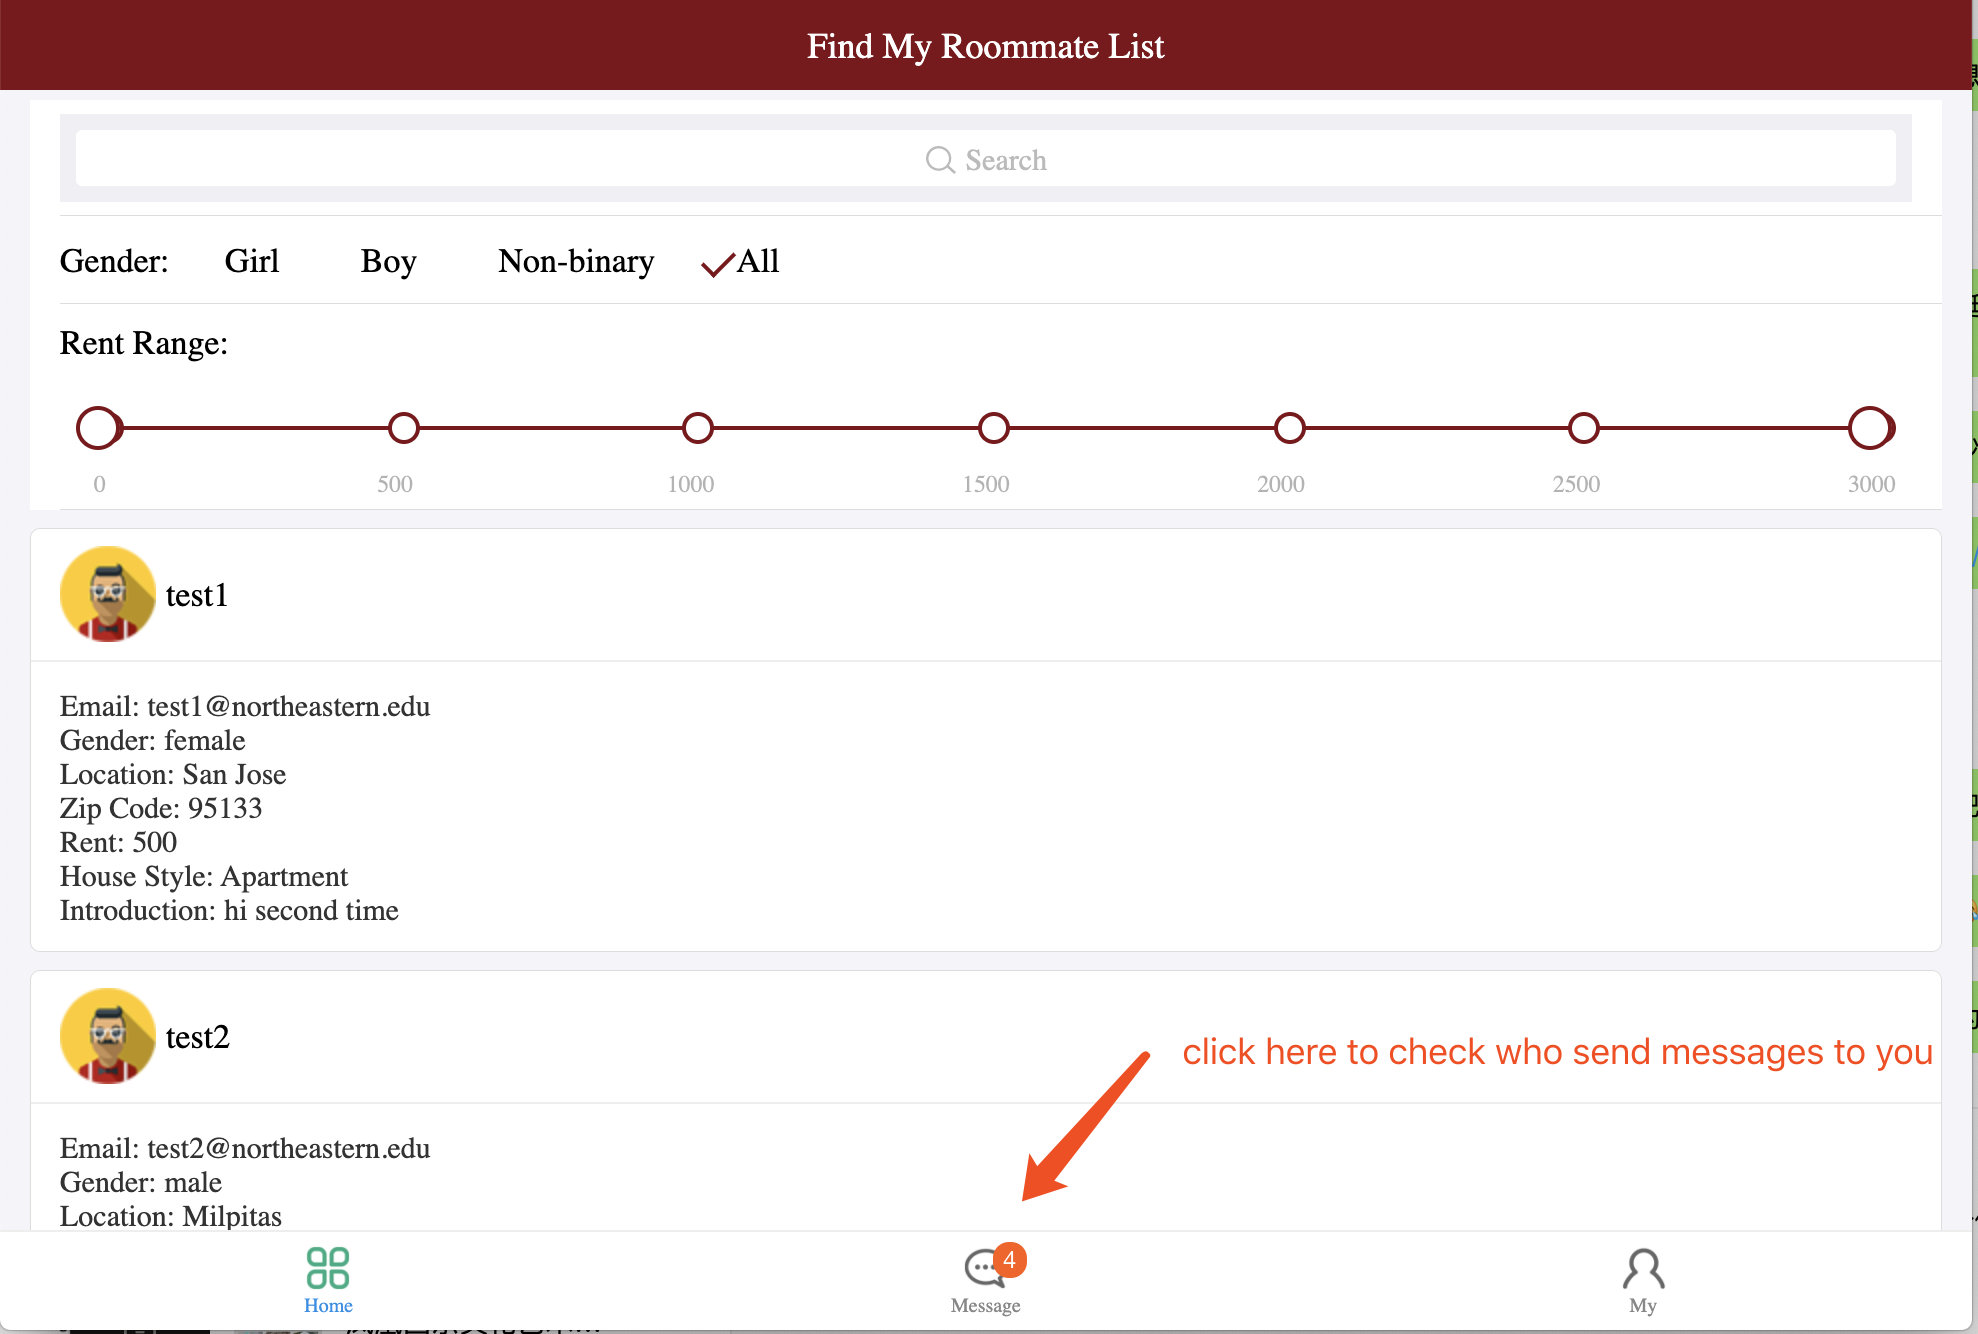 Find My Roommate List
Search
Gender: Girl Boy Non-binary All
Rent Range:
0 500 1000 1500 2000 2500 3000
test1
Email: test1@northeastern.edu
Gender: female
Location: San Jose
Zip Code: 95133
Rent: 500
House Style: Apartment
Introduction: hi second time
test2
click here to check who send messages to you
Email: test2@northeastern.edu
Gender: male
Location: Milpitas
4
Home Message My